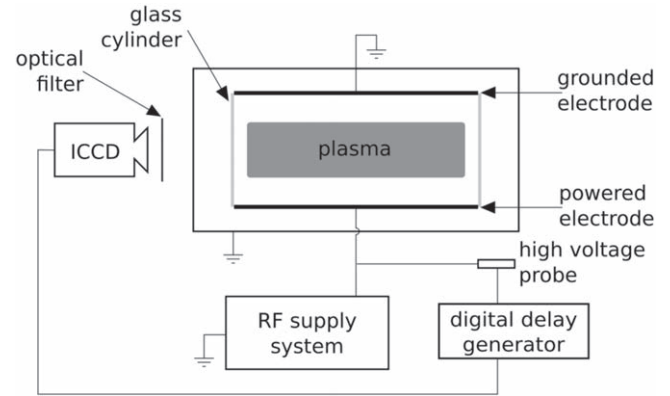 glass
cylinder
optical
filter
grounded
electrode
ICCD
plasma
powered
electrode
high voltage
probe
RF supply
system
digital delay
generator